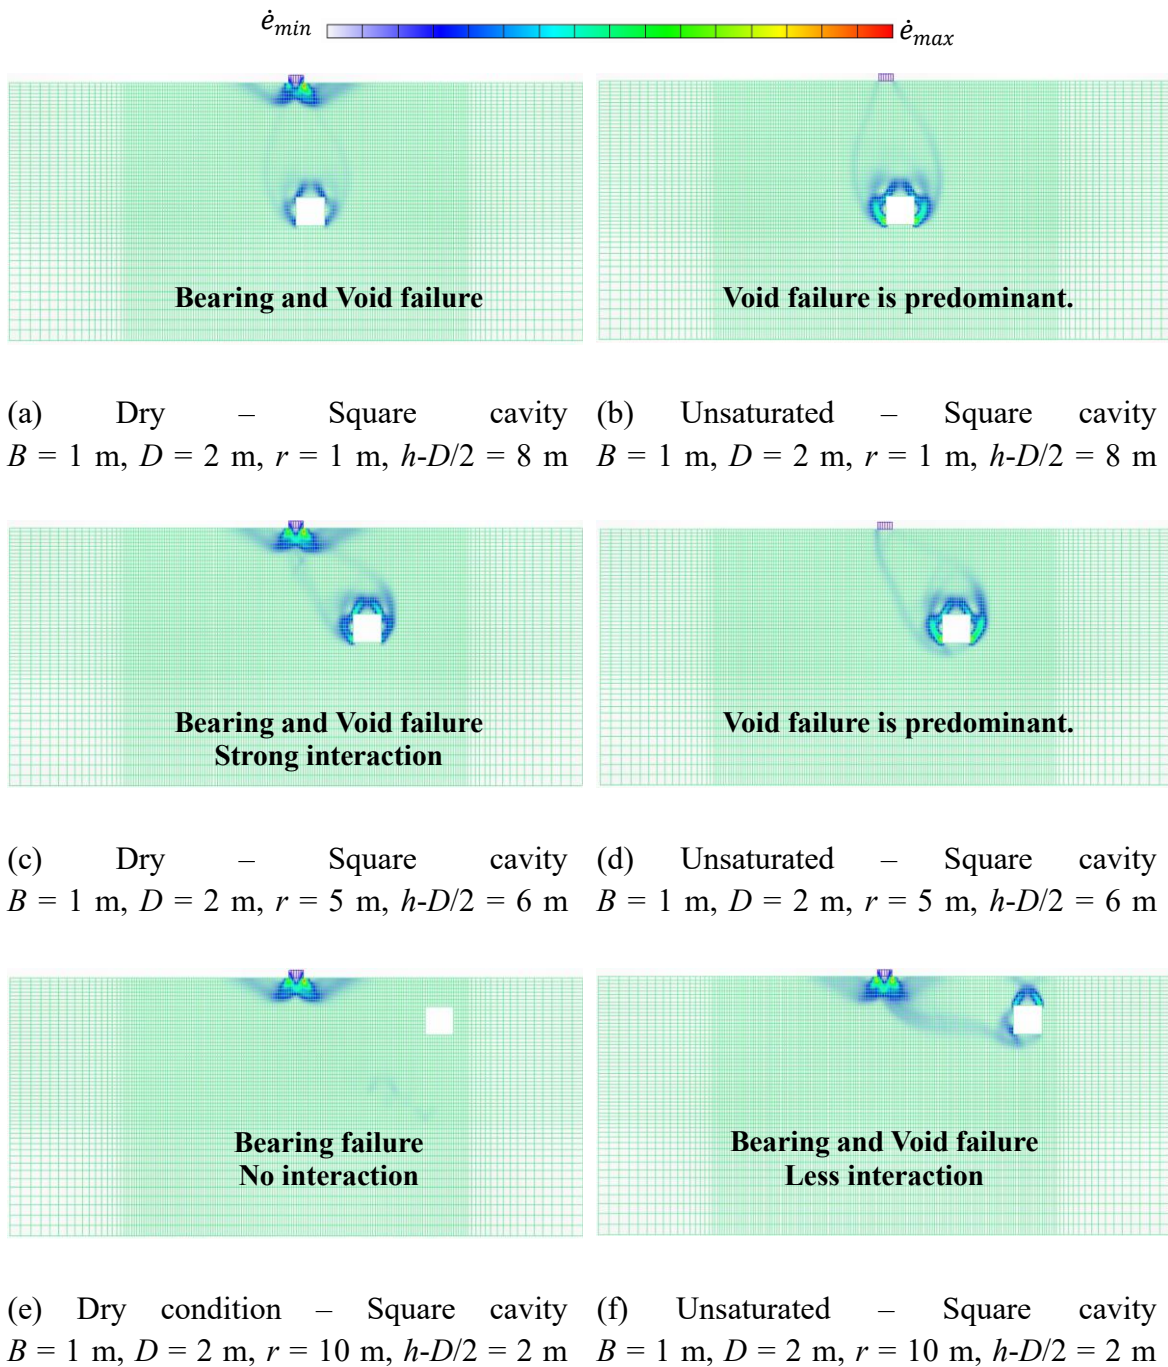 ė_min ė_max
Bearing and Void failure
Void failure is predominant.
(a) Dry – Square cavity
B = 1 m, D = 2 m, r = 1 m, h-D/2 = 8 m
(b) Unsaturated – Square cavity
B = 1 m, D = 2 m, r = 1 m, h-D/2 = 8 m
Bearing and Void failure
Strong interaction
Void failure is predominant.
(c) Dry – Square cavity
B = 1 m, D = 2 m, r = 5 m, h-D/2 = 6 m
(d) Unsaturated – Square cavity
B = 1 m, D = 2 m, r = 5 m, h-D/2 = 6 m
Bearing failure
No interaction
Bearing and Void failure
Less interaction
(e) Dry condition – Square cavity
B = 1 m, D = 2 m, r = 10 m, h-D/2 = 2 m
(f) Unsaturated – Square cavity
B = 1 m, D = 2 m, r = 10 m, h-D/2 = 2 m